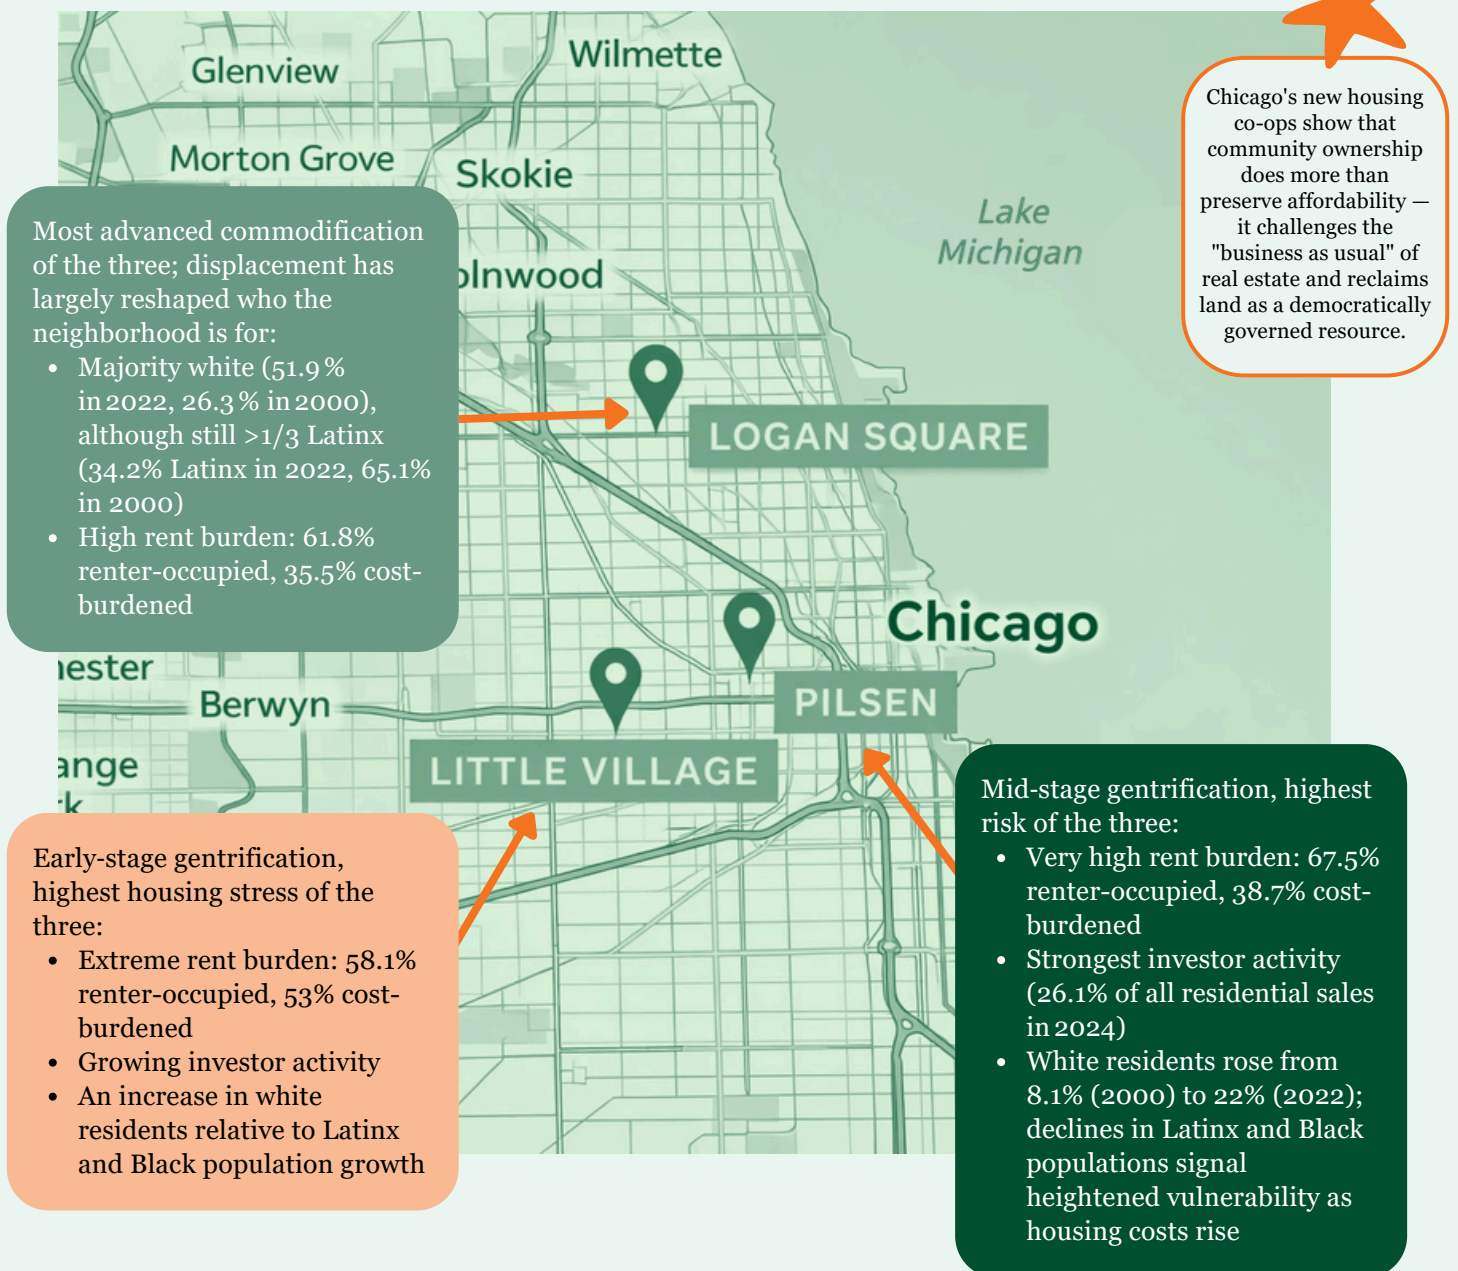 Glenview
Wilmette
Morton Grove
Skokie
Lake
Michigan
Chicago's new housing
co-ops show that
community ownership
does more than
preserve affordability —
it challenges the
"business as usual" of
real estate and reclaims
land as a democratically
governed resource.
Most advanced commodification
of the three; displacement has
largely reshaped who the
neighborhood is for:
• Majority white (51.9 %
in 2022, 26.3 % in 2000),
although still >1/3 Latinx
(34.2% Latinx in 2022, 65.1%
in 2000)
• High rent burden: 61.8%
renter-occupied, 35.5% cost-
burdened
olnwood
LOGAN SQUARE
Chicago
hester
Berwyn
PILSEN
LITTLE VILLAGE
ange
rk
Early-stage gentrification,
highest housing stress of the
three:
• Extreme rent burden: 58.1%
renter-occupied, 53% cost-
burdened
• Growing investor activity
• An increase in white
residents relative to Latinx
and Black population growth
Mid-stage gentrification, highest
risk of the three:
• Very high rent burden: 67.5%
renter-occupied, 38.7% cost-
burdened
• Strongest investor activity
(26.1% of all residential sales
in 2024)
• White residents rose from
8.1% (2000) to 22% (2022);
declines in Latinx and Black
populations signal
heightened vulnerability as
housing costs rise